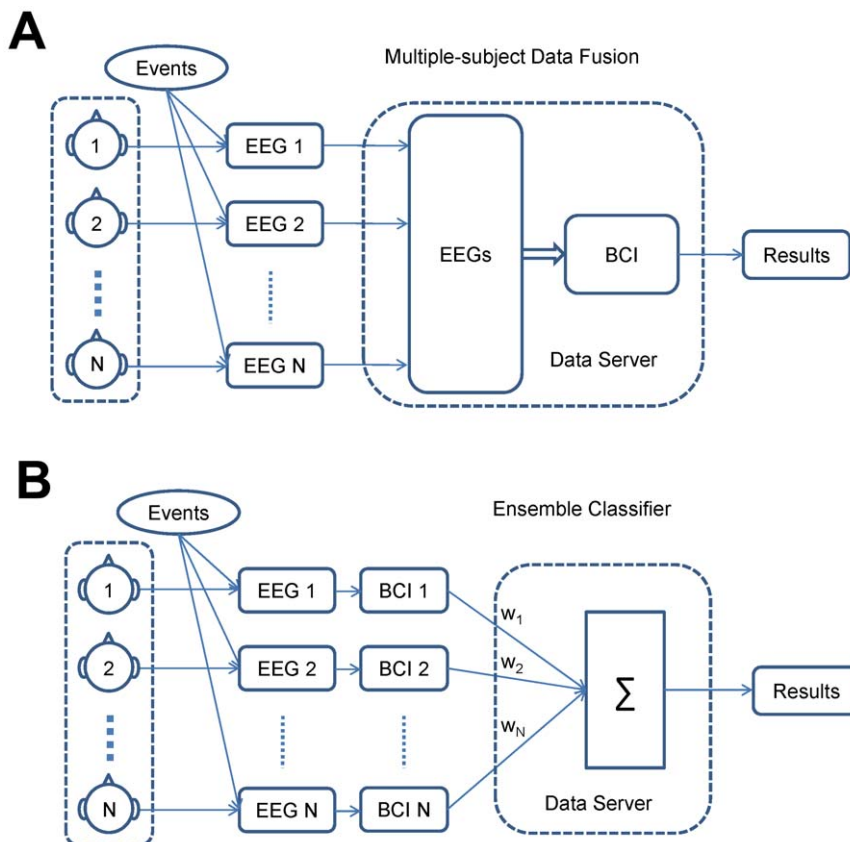 A
Events
Multiple-subject Data Fusion
1
EEG 1
2
EEG 2
EEGs
BCI
Results
N
EEG N
Data Server
B
Events
Ensemble Classifier
1
EEG 1
BCI 1
w₁
2
EEG 2
BCI 2
w₂
Σ
Results
w_N
N
EEG N
BCI N
Data Server